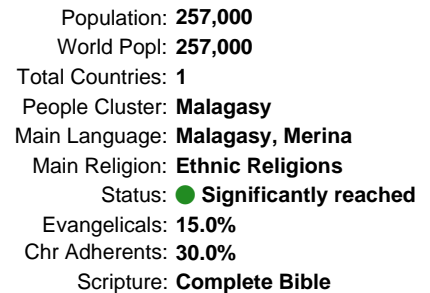 Population: 257,000
World Popl: 257,000
Total Countries: 1
People Cluster: Malagasy
Main Language: Malagasy, Merina
Main Religion: Ethnic Religions
Status: Significantly reached
Evangelicals: 15.0%
Chr Adherents: 30.0%
Scripture: Complete Bible